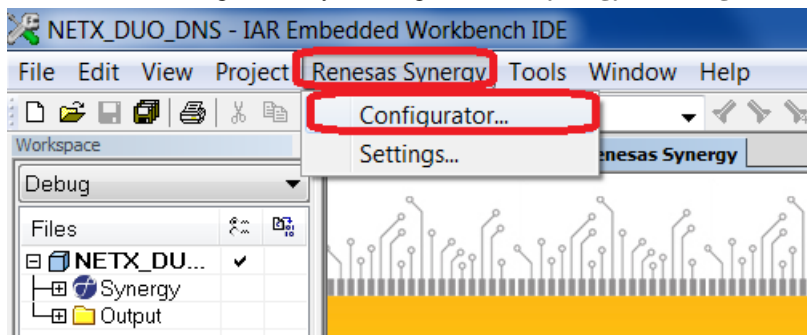 NETX_DUO_DNS - IAR Embedded Workbench IDE
File Edit View Project Renesas Synergy Tools Window Help
Configurator...
Workspace
Settings...
enesas Synergy
Debug
Files
NETX_DU...
Synergy
Output